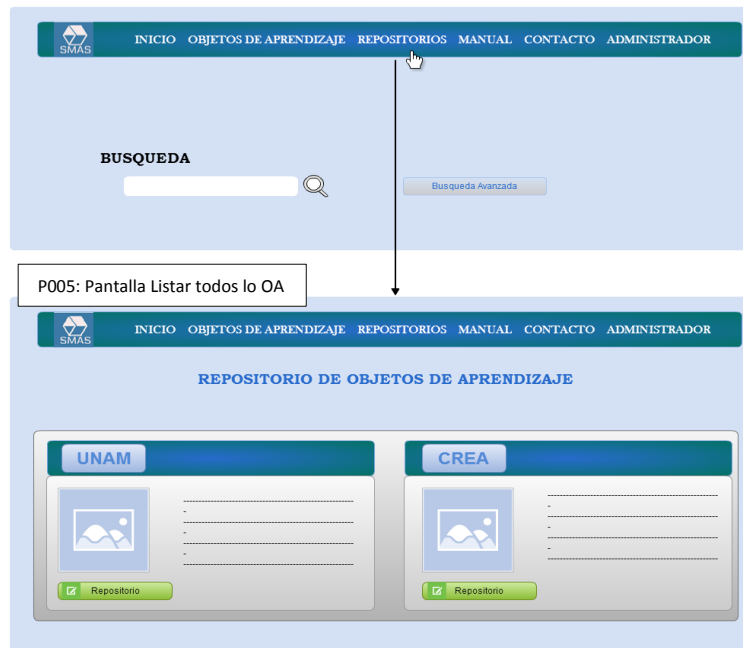 SMAS INICIO OBJETOS DE APRENDIZAJE REPOSITORIOS MANUAL CONTACTO ADMINISTRADOR
BUSQUEDA
Busqueda Avanzada
P005: Pantalla Listar todos lo OA
SMAS INICIO OBJETOS DE APRENDIZAJE REPOSITORIOS MANUAL CONTACTO ADMINISTRADOR
REPOSITORIO DE OBJETOS DE APRENDIZAJE
UNAM
CREA
Repositorio
Repositorio